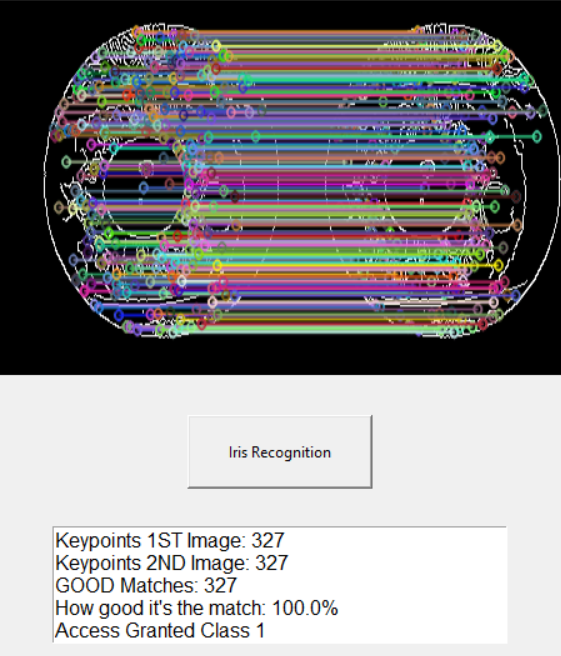 Iris Recognition
Keypoints 1ST Image: 327
Keypoints 2ND Image: 327
GOOD Matches: 327
How good it's the match: 100.0%
Access Granted Class 1